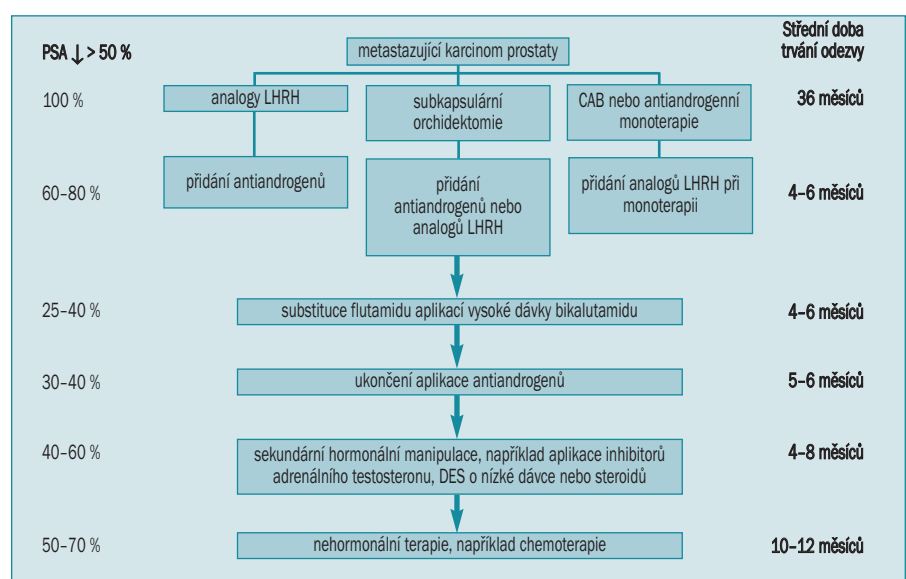 PSA ↓ > 50 %
Střední doba
trvání odezvy
metastazující karcinom prostaty
100 %
analogy LHRH
subkapsulární
orchidektomie
CAB nebo antiandrogenní
monoterapie
36 měsíců
60–80 %
přidání antiandrogenů
přidání
antiandrogenů nebo
analogů LHRH
přidání analogů LHRH při
monoterapii
4–6 měsíců
25–40 %
substituce flutamidu aplikací vysoké dávky bikalutamidu
4–6 měsíců
30–40 %
ukončení aplikace antiandrogenů
5–6 měsíců
40–60 %
sekundární hormonální manipulace, například aplikace inhibitorů
adrenálního testosteronu, DES o nízké dávce nebo steroidů
4–8 měsíců
50–70 %
nehormonální terapie, například chemoterapie
10–12 měsíců